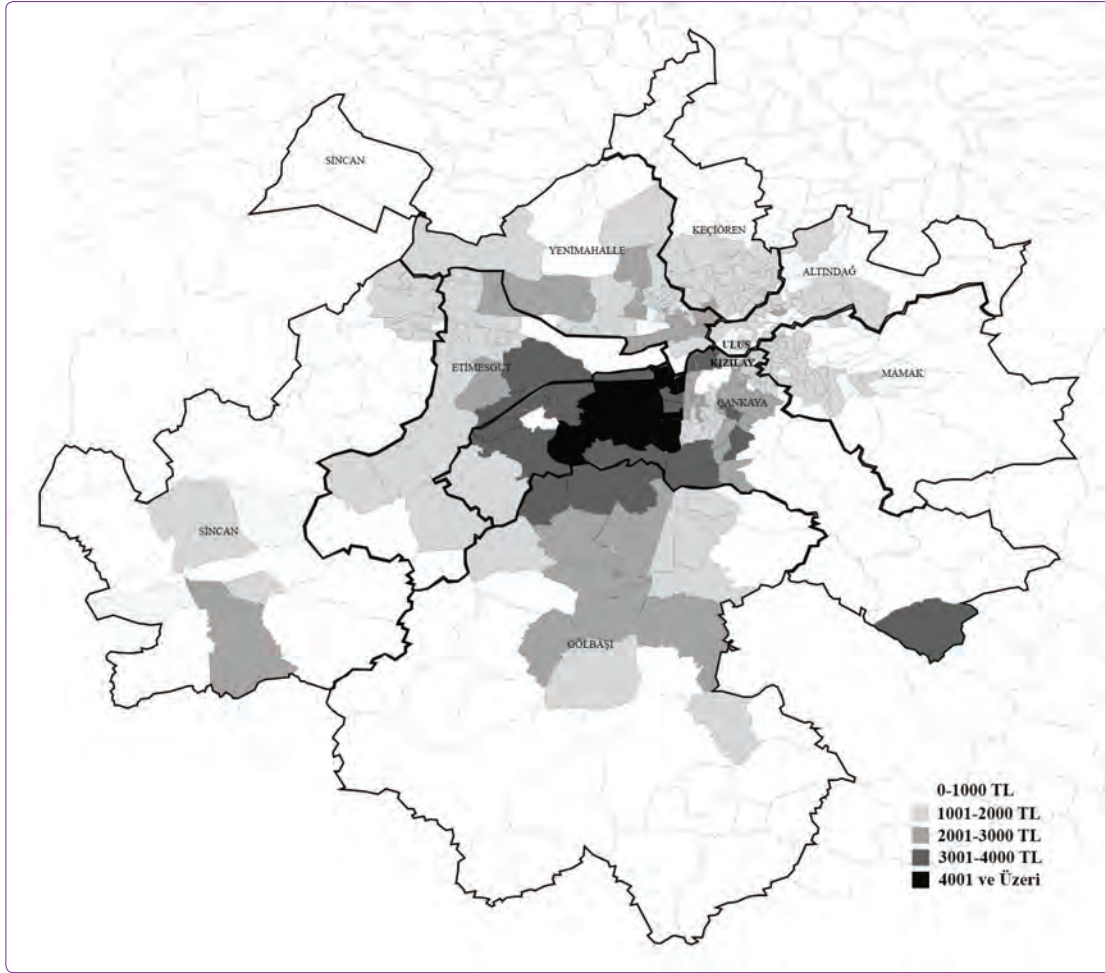 SİNCAN
KEÇİÖREN
YENİMAHALLE
ALTINDAĞ
ULUS
KIZILAY
ETİMESGUT
MAMAK
ÇANKAYA
SİNCAN
GÖLBAŞI
0-1000 TL
1001-2000 TL
2001-3000 TL
3001-4000 TL
4001 ve Üzeri